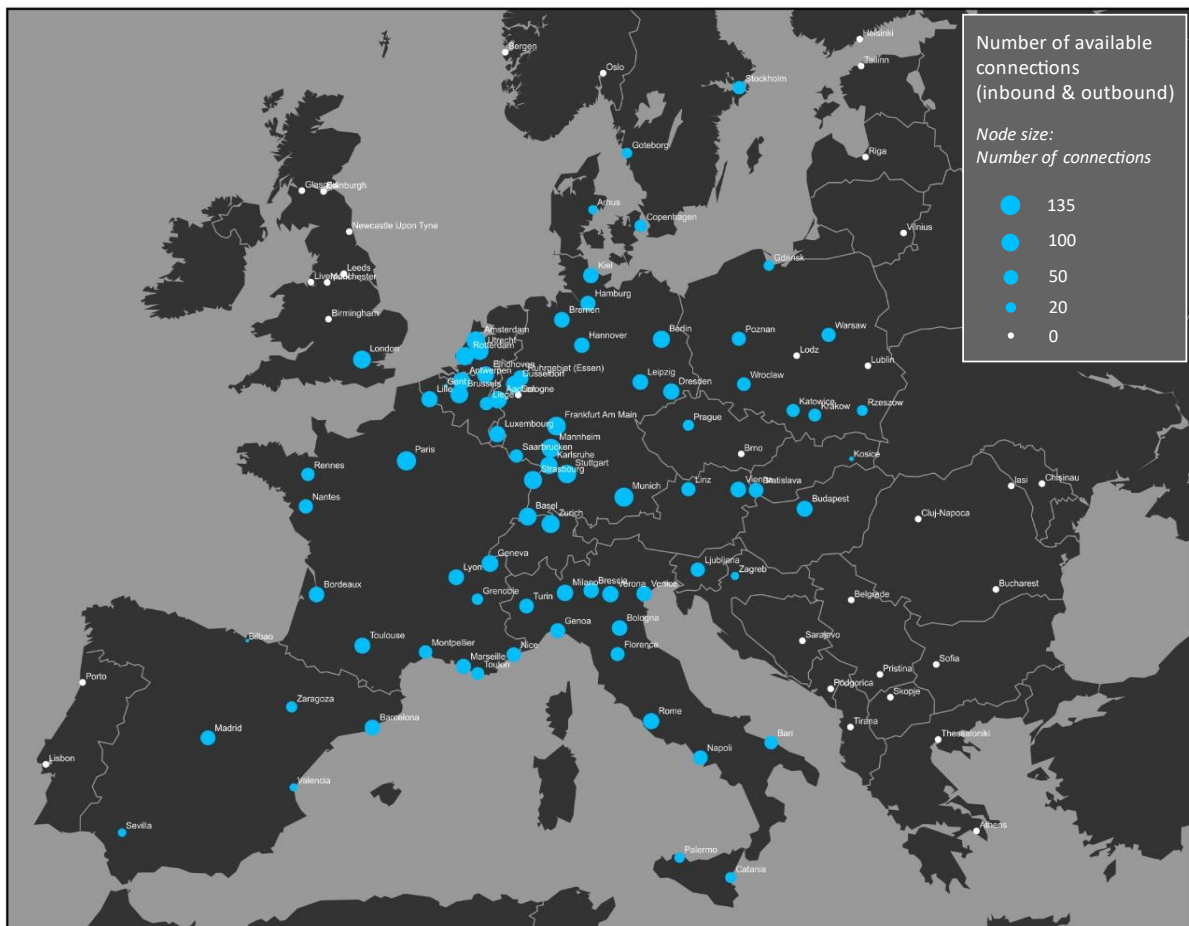 Number of available
connections
(inbound & outbound)
Node size:
Number of connections
135
100
50
20
0
Helsinki
Bergen
Tallinn
Oslo
Stockholm
Goteborg
Riga
Glasgow
Edinburgh
Arhus
Copenhagen
Newcastle Upon Tyne
Vilnius
Gdansk
Leeds
Kiel
Liverpool
Manchester
Hamburg
Birmingham
Bremen
Amsterdam
Utrecht
Hannover
Berlin
Poznan
Warsaw
Rotterdam
London
Lodz
Lublin
Eindhoven
Ruhrgebiet (Essen)
Antwerpen
Dusseldorf
Gent
Brussels
Leipzig
Wroclaw
Lille
Aachen
Cologne
Dresden
Liege
Katowice
Krakow
Rzeszow
Frankfurt Am Main
Prague
Luxembourg
Mannheim
Paris
Saarbrucken
Karlsruhe
Brno
Kosice
Stuttgart
Rennes
Strasbourg
Iasi
Chisinau
Linz
Vienna
Bratislava
Munich
Nantes
Budapest
Basel
Zurich
Cluj-Napoca
Geneva
Lyon
Ljubljana
Zagreb
Bordeaux
Grenoble
Milano
Brescia
Verona
Venice
Bucharest
Turin
Belgrade
Genoa
Bologna
Bilbao
Toulouse
Sarajevo
Montpellier
Nice
Florence
Marseille
Toulon
Sofia
Porto
Pristina
Podgorica
Skopje
Zaragoza
Barcelona
Rome
Tirana
Madrid
Bari
Thessaloniki
Napoli
Lisbon
Valencia
Sevilla
Athens
Palermo
Catania